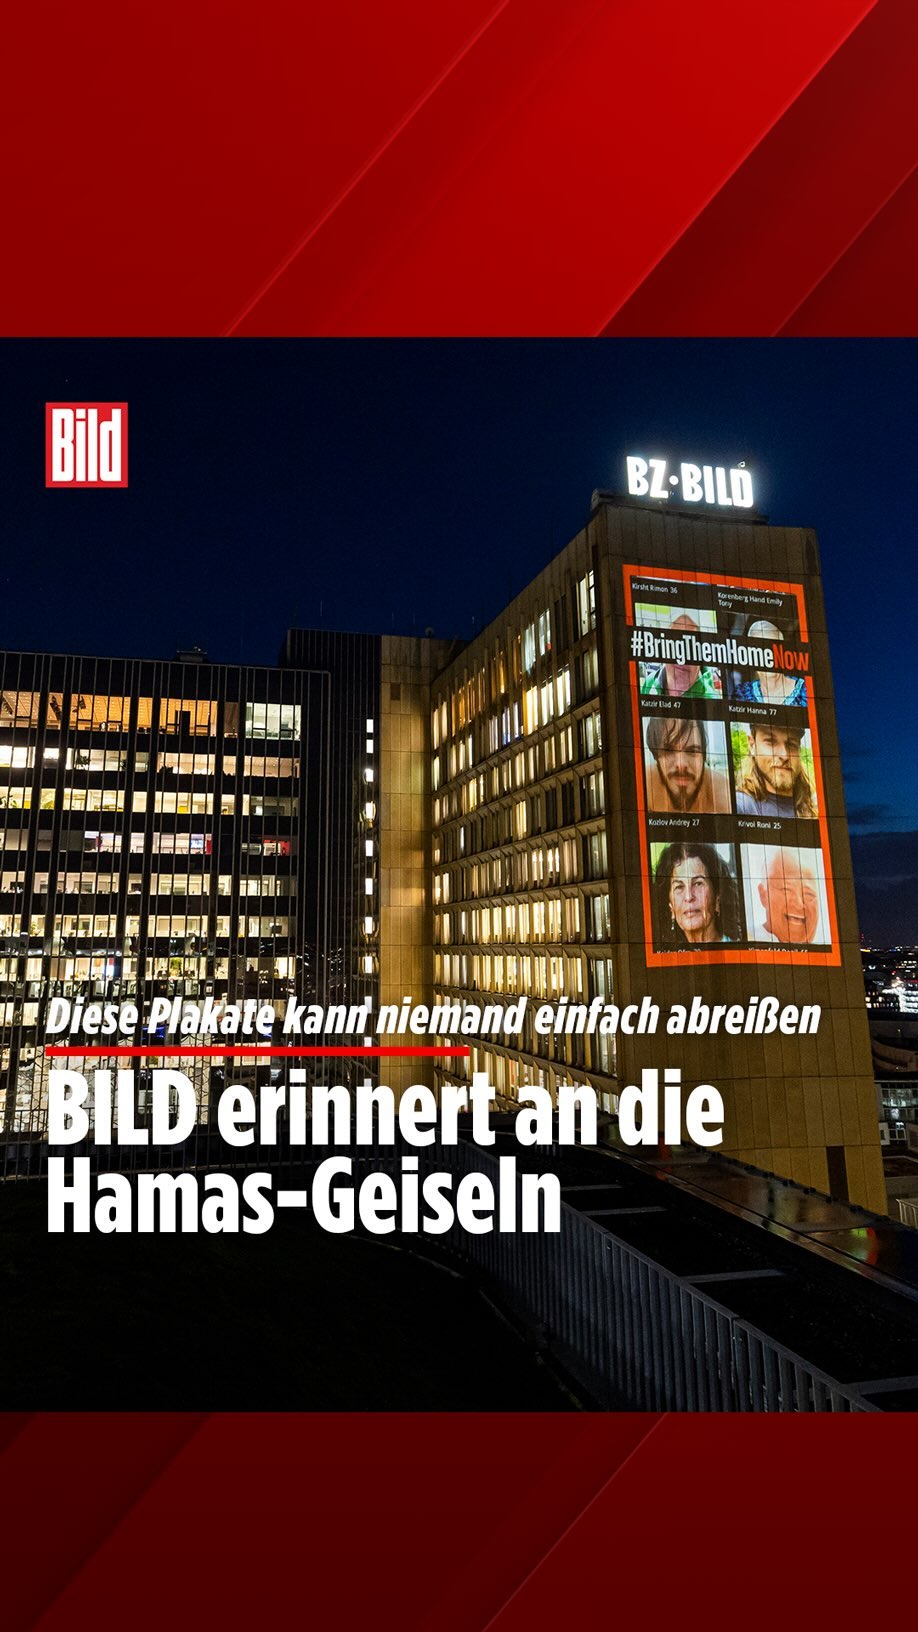 Bild
BZ•BILD
Kirsht Rimon 36
Korenberg Hand Emily
Tony
#BringThemHomeNow
Katzir Elad 47
Katzir Hanna 77
Kozlov Andrey 27
Krivoi Roni 25
Diese Plakate kann niemand einfach abreißen
BILD erinnert an die
Hamas-Geiseln